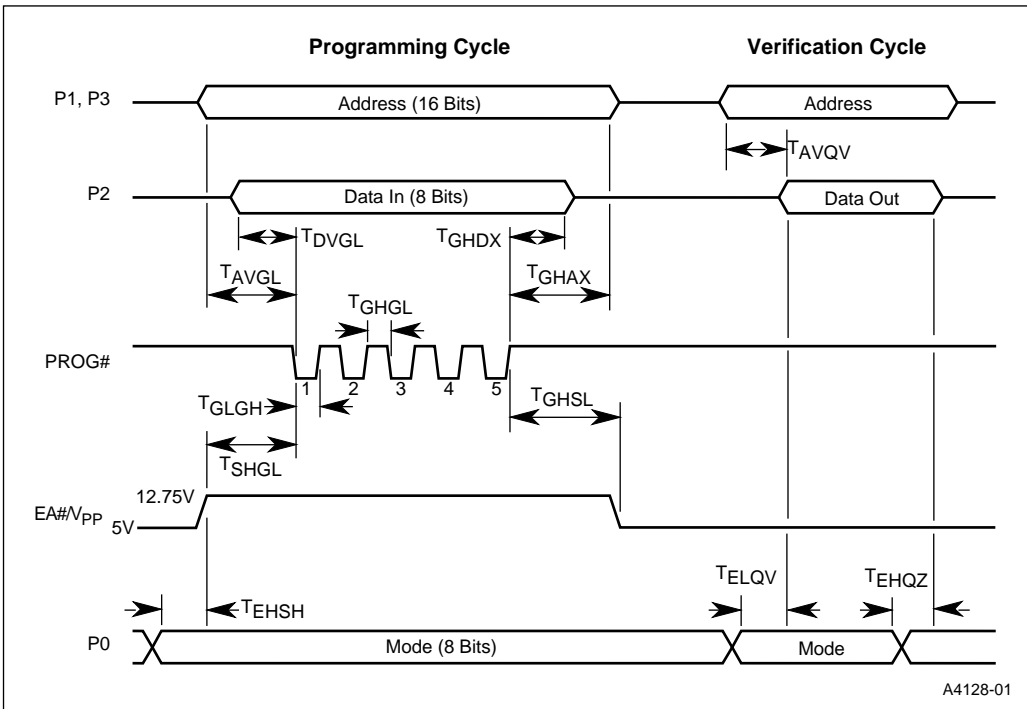 Programming Cycle
Verification Cycle
P1, P3
Address (16 Bits)
Address
TAVQV
P2
Data In (8 Bits)
Data Out
TDVGL
TGHDX
TAVGL
TGHAX
TGHGL
PROG#
1 2 3 4 5
TGLGH
TGHSL
TSHGL
12.75V
EA#/VPP
5V
TELQV
TEHQZ
TEHSH
P0
Mode (8 Bits)
Mode
A4128-01